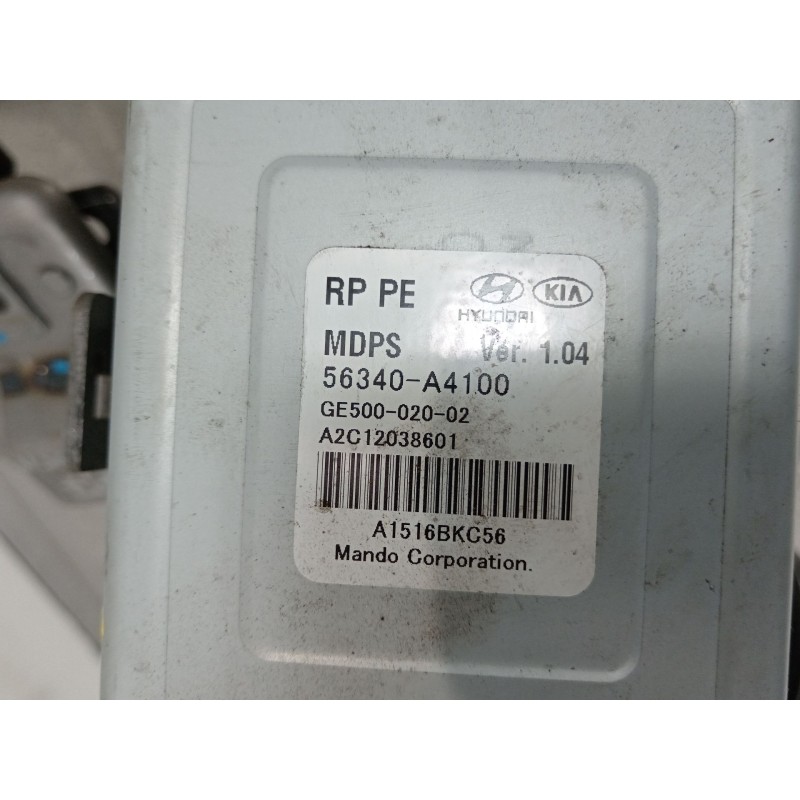 RP PE
HYUNDAI KIA
MDPS Ver. 1.04
56340-A4100
GE500-020-02
A2C12038601
A1516BKC56
Mando Corporation.